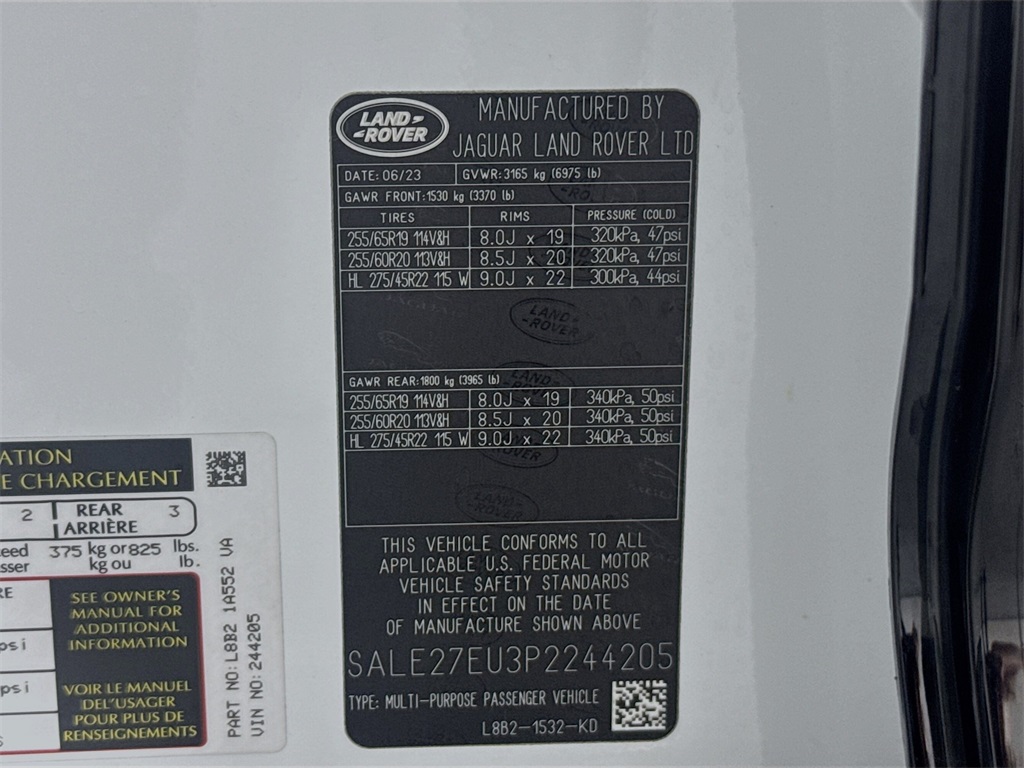 LAND-
-ROVER
MANUFACTURED BY
JAGUAR LAND ROVER LTD
DATE: 06/23 GVWR:3165 kg (6975 lb)
GAWR FRONT:1530 kg (3370 lb)
TIRES RIMS PRESSURE (COLD)
255/65R19 114V&H 8.0J x 19 320kPa, 47psi
255/60R20 113V&H 8.5J x 20 320kPa, 47psi
HL 275/45R22 115 W 9.0J x 22 300kPa, 44psi
GAWR REAR:1800 kg (3965 lb)
255/65R19 114V&H 8.0J x 19 340kPa, 50psi
255/60R20 113V&H 8.5J x 20 340kPa, 50psi
HL 275/45R22 115 W 9.0J x 22 340kPa, 50psi
THIS VEHICLE CONFORMS TO ALL
APPLICABLE U.S. FEDERAL MOTOR
VEHICLE SAFETY STANDARDS
IN EFFECT ON THE DATE
OF MANUFACTURE SHOWN ABOVE
SALE27EU3P2244205
TYPE: MULTI-PURPOSE PASSENGER VEHICLE
L8B2-1532-KD
ATION
E CHARGEMENT
2 REAR 3
ARRIÈRE
eed 375 kg or 825 lbs.
sser kg ou lb.
RE
psi
psi
SEE OWNER'S
MANUAL FOR
ADDITIONAL
INFORMATION
VOIR LE MANUEL
DEL'USAGER
POUR PLUS DE
RENSEIGNEMENTS
PART NO: L8B2 1A552 VA
VIN NO: 244205